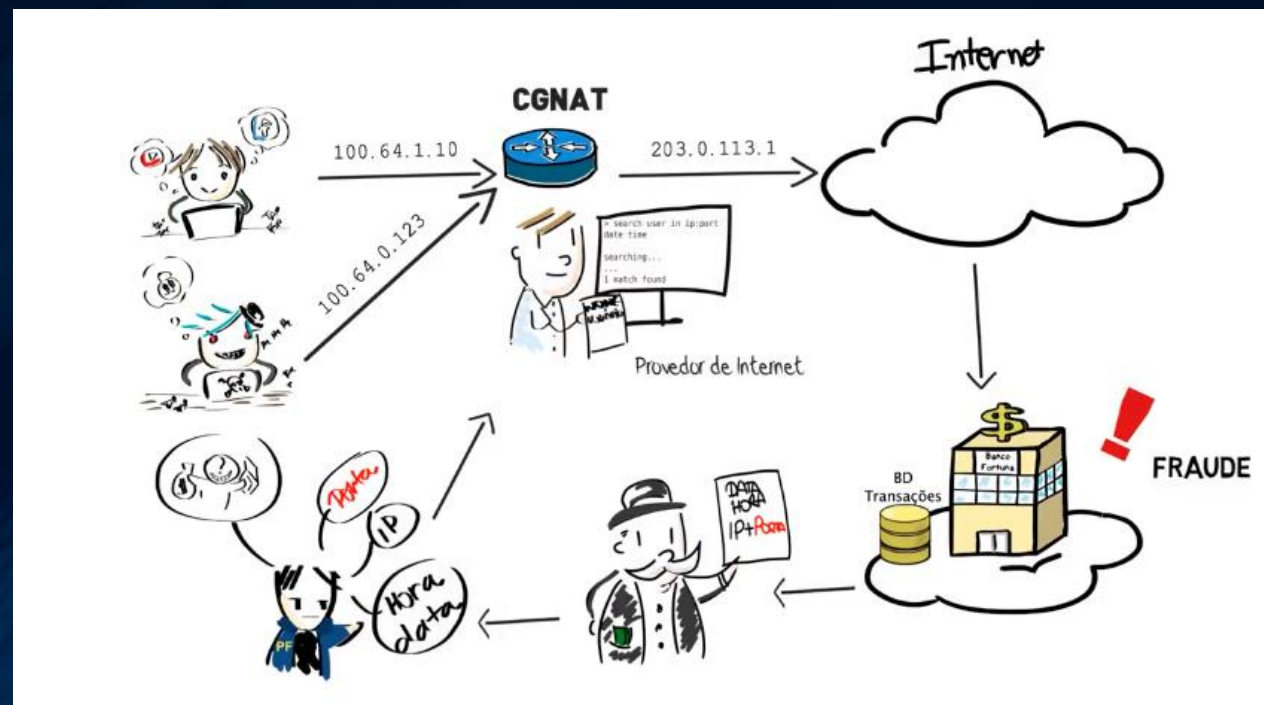 Internet
CGNAT
100.64.1.10
203.0.113.1
100.64.0.123
> search user in ip:port
date time
searching...
...
1 match found
Provedor de Internet
$
Banco
Fortuna
!
FRAUDE
BD
Transações
DATA
HORA
IP+PORTA
Porta
IP
Hora
data
$
?
PF